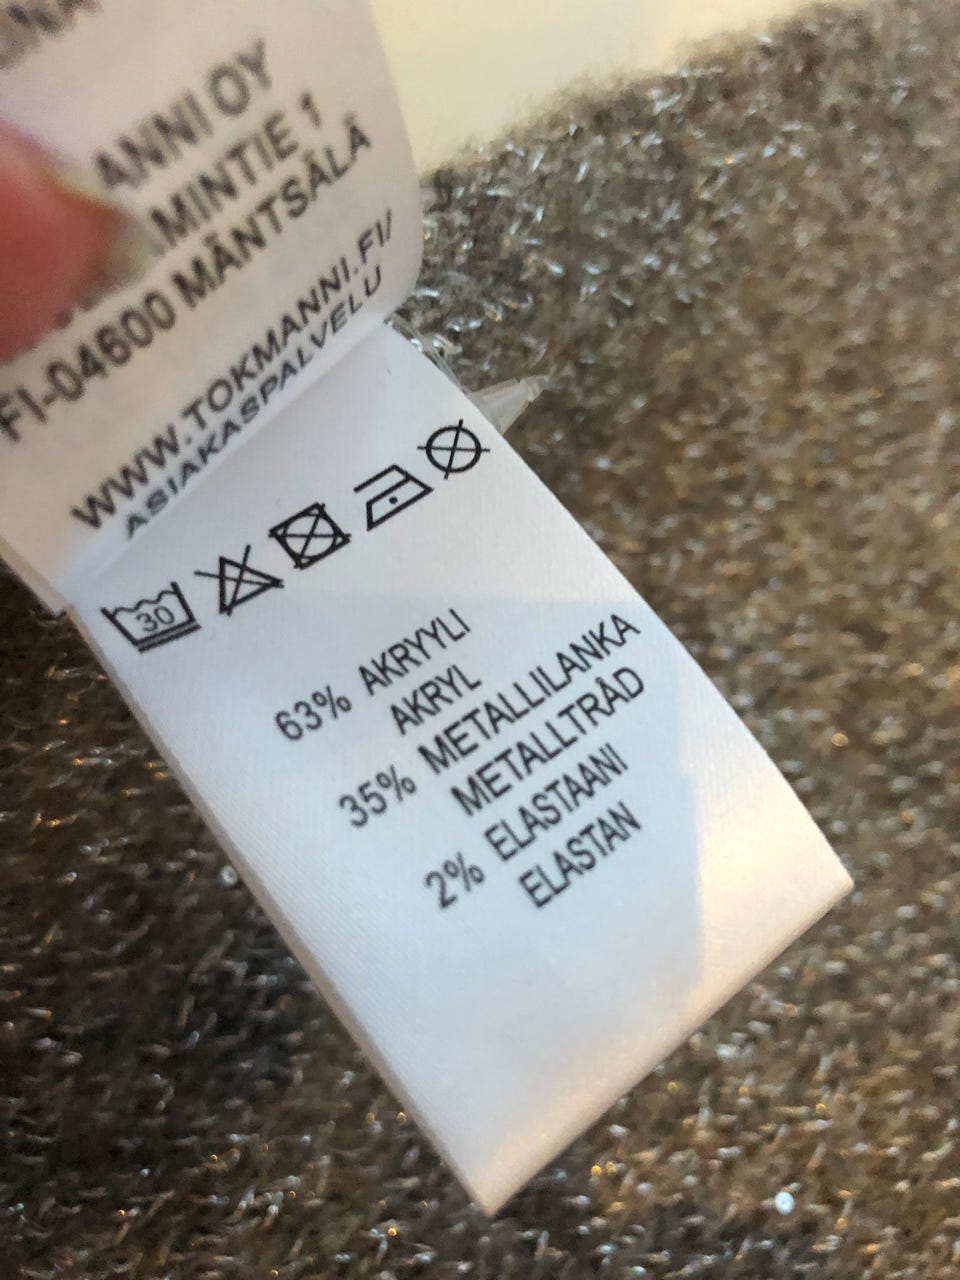 ANNI OY
MINTIE 1
FI-04600 MÄNTSÄLÄ
WWW.TOKMANNI.FI/
ASIAKASPALVELU
30
63% AKRYYLI
AKRYL
35% METALLILANKA
METALLTRÅD
2% ELASTAANI
ELASTAN